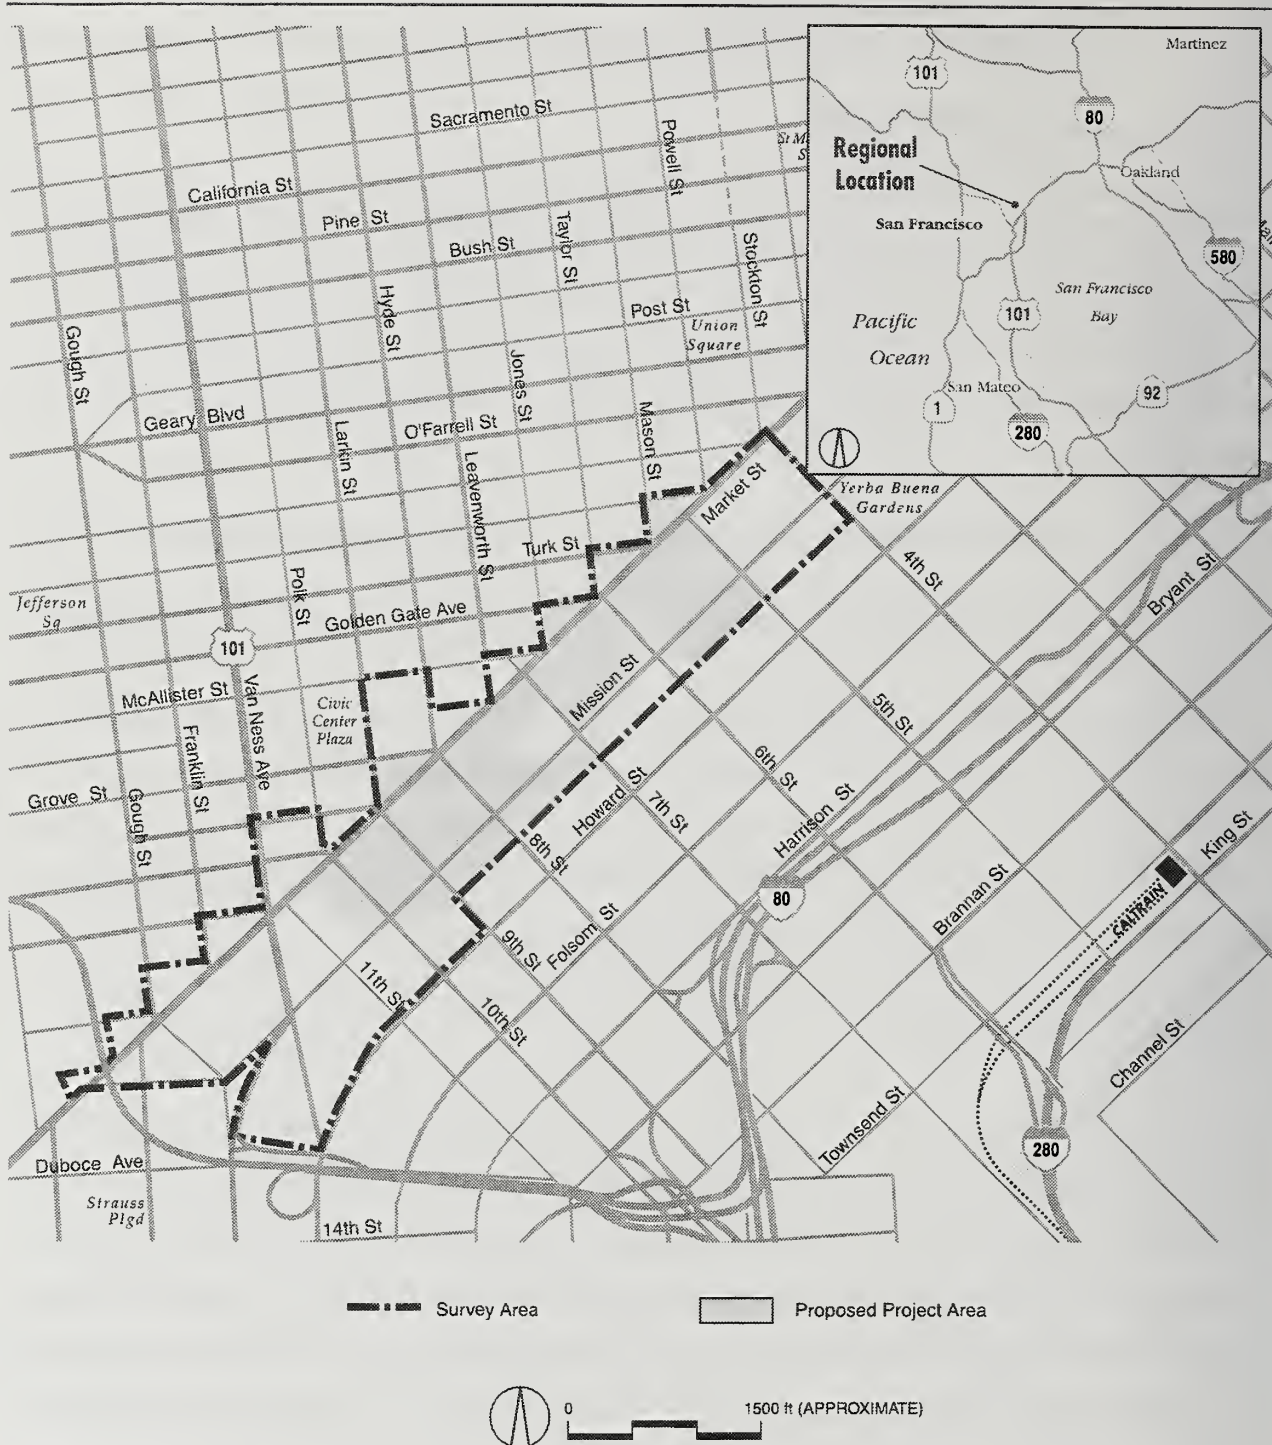 Martinez
101
80
Regional
Location
Oakland
San Francisco
580
San Francisco
Bay
101
Pacific
Ocean
San Mateo
92
1
280
Sacramento St
Powell St
California St
Pine St
Taylor St
Bush St
Stockton St
Hyde St
Post St
Union
Square
Gough St
Jones St
Geary Blvd
O'Farrell St
Mason St
Larkin St
Leavenworth St
Market St
Yerba Buena
Gardens
Turk St
4th St
Bryant St
Polk St
Jefferson
Sq
Golden Gate Ave
101
McAllister St
Van Ness Ave
Civic
Center
Plaza
Mission St
5th St
Franklin St
6th St
Grove St
Gough St
Howard St
7th St
Harrison St
King St
8th St
80
Brannan St
CALTRAIN
Folsom St
9th St
11th St
10th St
Channel St
Townsend St
280
Duboce Ave
Strauss
Plgd
14th St
Survey Area
Proposed Project Area
0
1500 ft (APPROXIMATE)